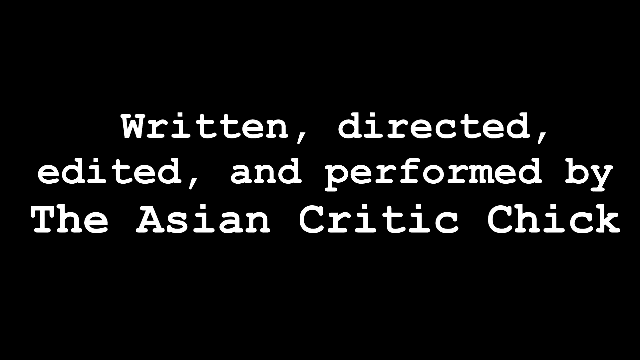 Written, directed,
edited, and performed by
The Asian Critic Chick